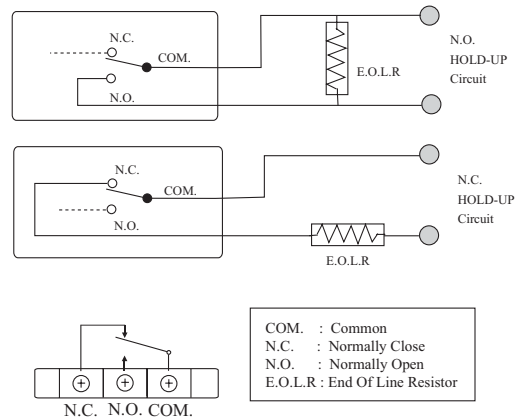 N.C.
COM.
N.O.
E.O.L.R
N.O.
HOLD-UP
Circuit
N.C.
COM.
N.O.
E.O.L.R
N.C.
HOLD-UP
Circuit
N.C. N.O. COM.
COM. : Common
N.C. : Normally Close
N.O. : Normally Open
E.O.L.R : End Of Line Resistor